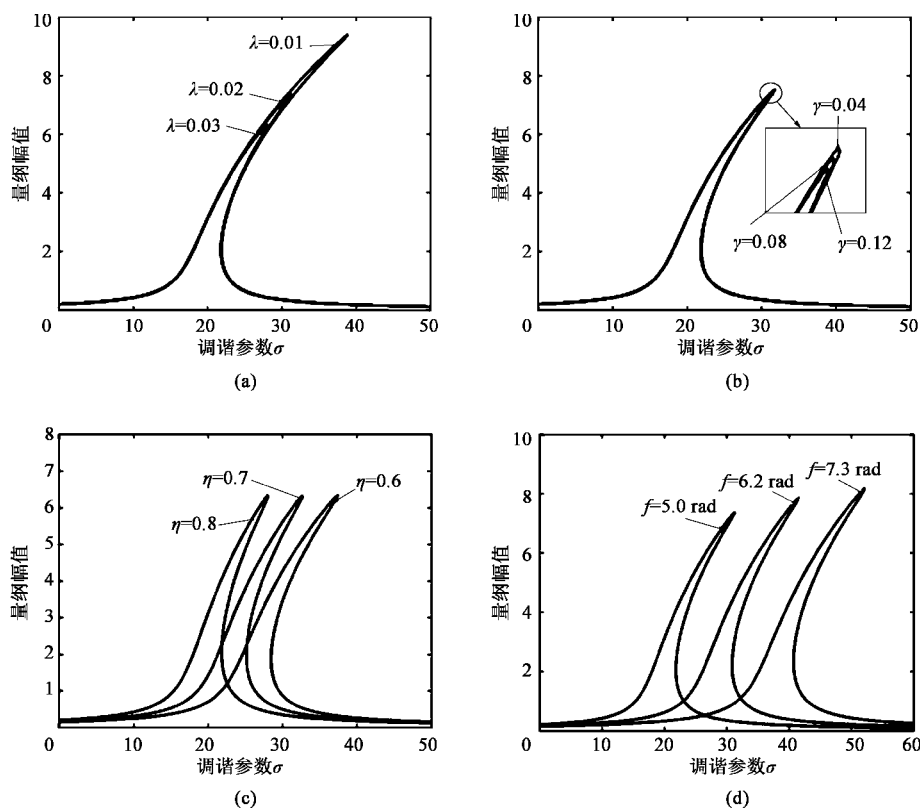 10
8
6
4
2
0
10
20
30
40
50
量纲幅值
λ=0.01
λ=0.02
λ=0.03
调谐参数σ
(a)
10
8
6
4
2
0
10
20
30
40
50
量纲幅值
γ=0.04
γ=0.08
γ=0.12
调谐参数σ
(b)
8
7
6
5
4
3
2
1
0
10
20
30
40
50
量纲幅值
η=0.7
η=0.6
η=0.8
调谐参数σ
(c)
10
8
6
4
2
0
10
20
30
40
50
60
量纲幅值
f=7.3 rad
f=6.2 rad
f=5.0 rad
调谐参数σ
(d)